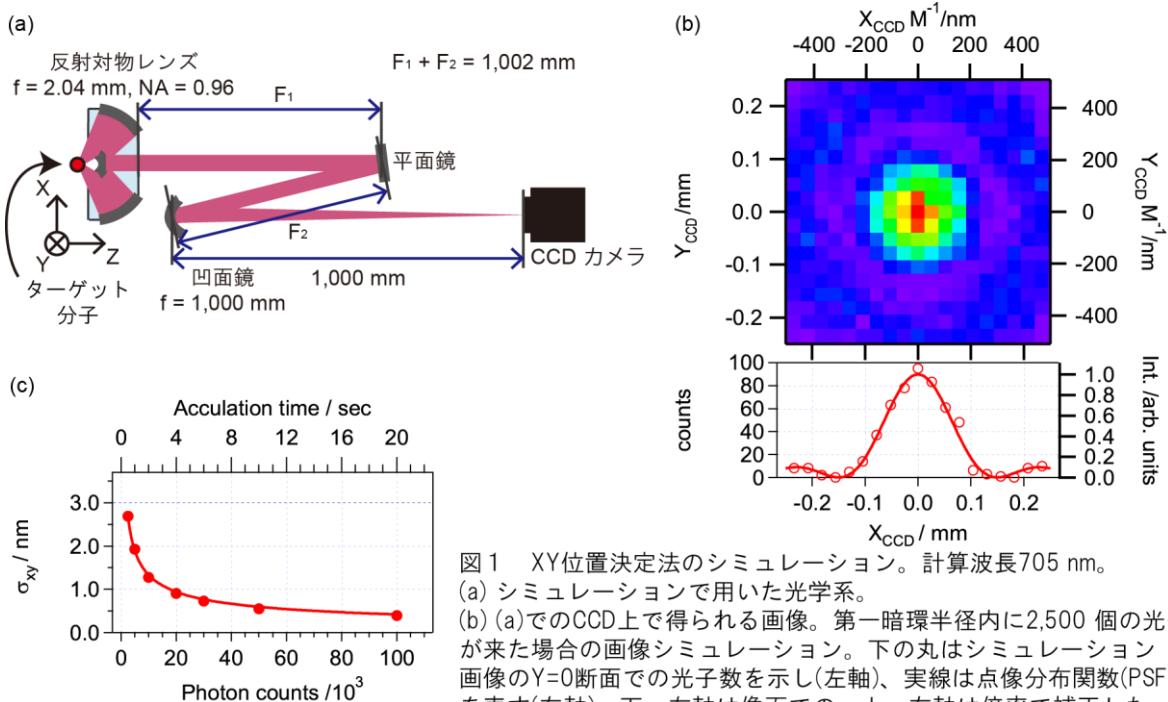 (a)
反射対物レンズ
f = 2.04 mm, NA = 0.96
F₁ + F₂ = 1,002 mm
F₁
平面鏡
X
Y
Z
F₂
CCD カメラ
1,000 mm
ターゲット
分子
凹面鏡
f = 1,000 mm
(b)
X_CCD M⁻¹/nm
-400 -200 0 200 400
0.2
0.1
0.0
-0.1
-0.2
Y_CCD /mm
400
200
0
-200
-400
Y_CCD M⁻¹/nm
100
80
60
40
20
0
counts
1.0
0.8
0.6
0.4
0.2
0.0
Int. /arb. units
-0.2 -0.1 0.0 0.1 0.2
X_CCD / mm
(c)
Acculation time / sec
0 4 8 12 16 20
3.0
2.0
1.0
0.0
σ_xy / nm
0 20 40 60 80 100
Photon counts /10³
図1 XY位置決定法のシミュレーション。計算波長705 nm。
(a) シミュレーションで用いた光学系。
(b) (a)でのCCD上で得られる画像。第一暗環半径内に2,500 個の光
が来た場合の画像シミュレーション。下の丸はシミュレーション
画像のY=0断面での光子数を示し(左軸)、実線は点像分布関数(PSF